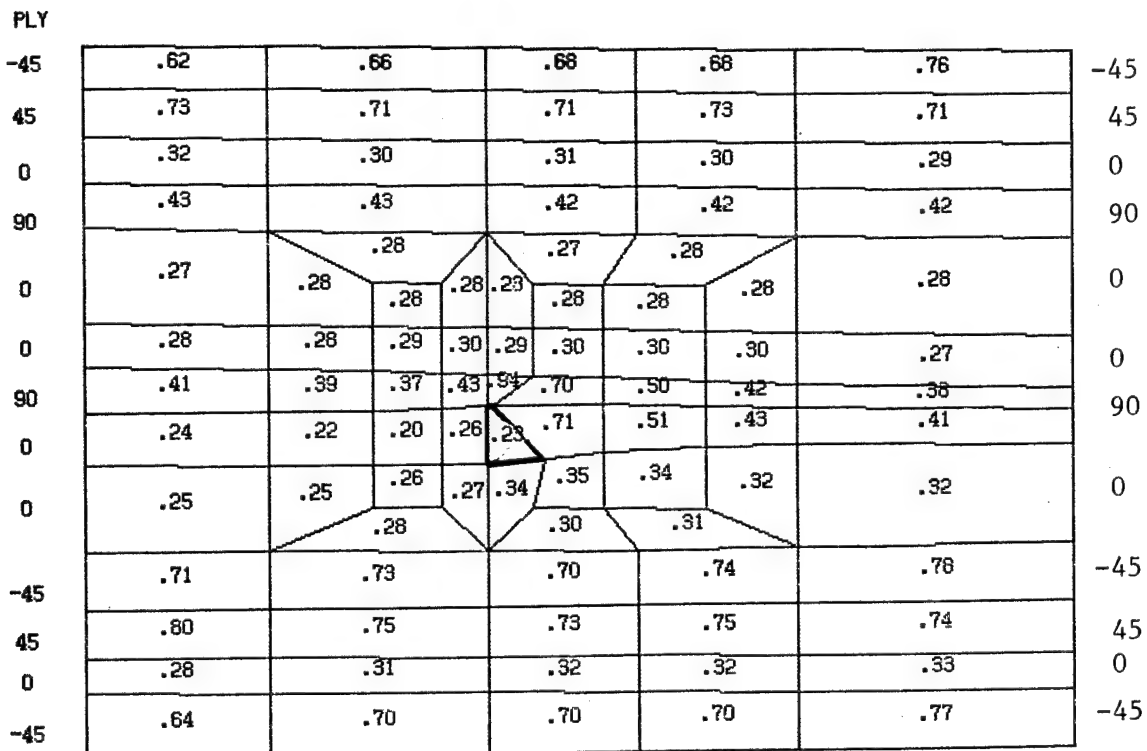 PLY
-45 .62 .66 .68 .68 .76 -45
45 .73 .71 .71 .73 .71 45
0 .32 .30 .31 .30 .29 0
90 .43 .43 .42 .42 .42 90
.28 .27 .28
0 .27 .28 .28 .28 .28 .28 .28 .28 0
.28 .28
0 .28 .28 .29 .30 .29 .30 .30 .30 .27 0
90 .41 .39 .37 .43 .94 .70 .50 .42 .38 90
0 .24 .22 .20 .26 .23 .71 .51 .43 .41
0 .25 .25 .26 .27 .34 .35 .34 .32 .32 0
.28 .30 .31
-45 .71 .73 .70 .74 .78 -45
45 .80 .75 .73 .75 .74 45
0 .28 .31 .32 .32 .33 0
-45 .64 .70 .70 .70 .77 -45